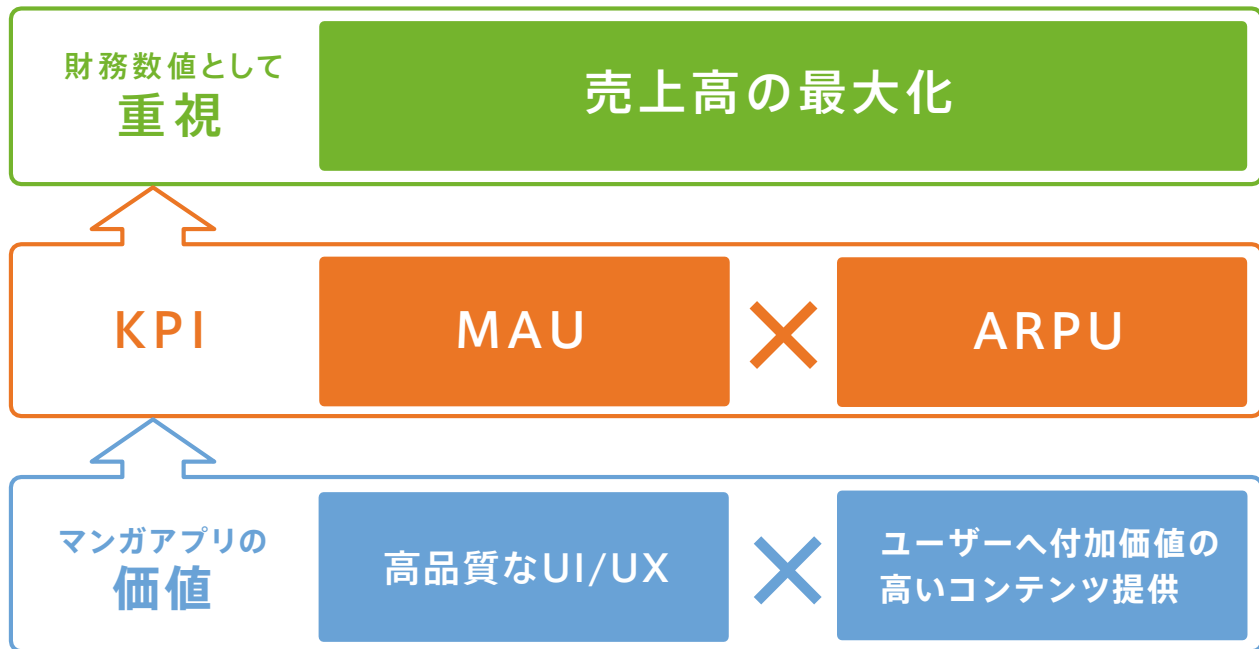 財務数値として
重視
売上高の最大化
KPI
MAU
×
ARPU
マンガアプリの
価値
高品質なUI/UX
×
ユーザーへ付加価値の
高いコンテンツ提供